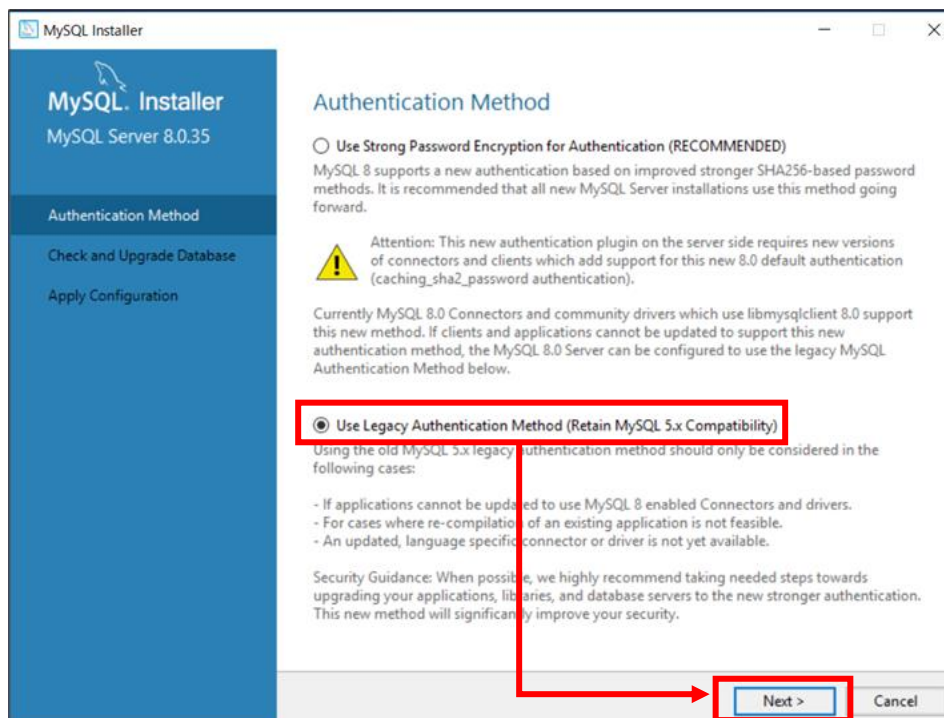 MySQL Installer
MySQL. Installer
MySQL Server 8.0.35
Authentication Method
Check and Upgrade Database
Apply Configuration
Authentication Method
Use Strong Password Encryption for Authentication (RECOMMENDED)
MySQL 8 supports a new authentication based on improved stronger SHA256-based password
methods. It is recommended that all new MySQL Server installations use this method going
forward.
Attention: This new authentication plugin on the server side requires new versions
of connectors and clients which add support for this new 8.0 default authentication
(caching_sha2_password authentication).
Currently MySQL 8.0 Connectors and community drivers which use libmysqlclient 8.0 support
this new method. If clients and applications cannot be updated to support this new
authentication method, the MySQL 8.0 Server can be configured to use the legacy MySQL
Authentication Method below.
Use Legacy Authentication Method (Retain MySQL 5.x Compatibility)
Using the old MySQL 5.x legacy authentication method should only be considered in the
following cases:
- If applications cannot be updated to use MySQL 8 enabled Connectors and drivers.
- For cases where re-compilation of an existing application is not feasible.
- An updated, language specific connector or driver is not yet available.
Security Guidance: When possible, we highly recommend taking needed steps towards
upgrading your applications, libraries, and database servers to the new stronger authentication.
This new method will significantly improve your security.
Next >
Cancel